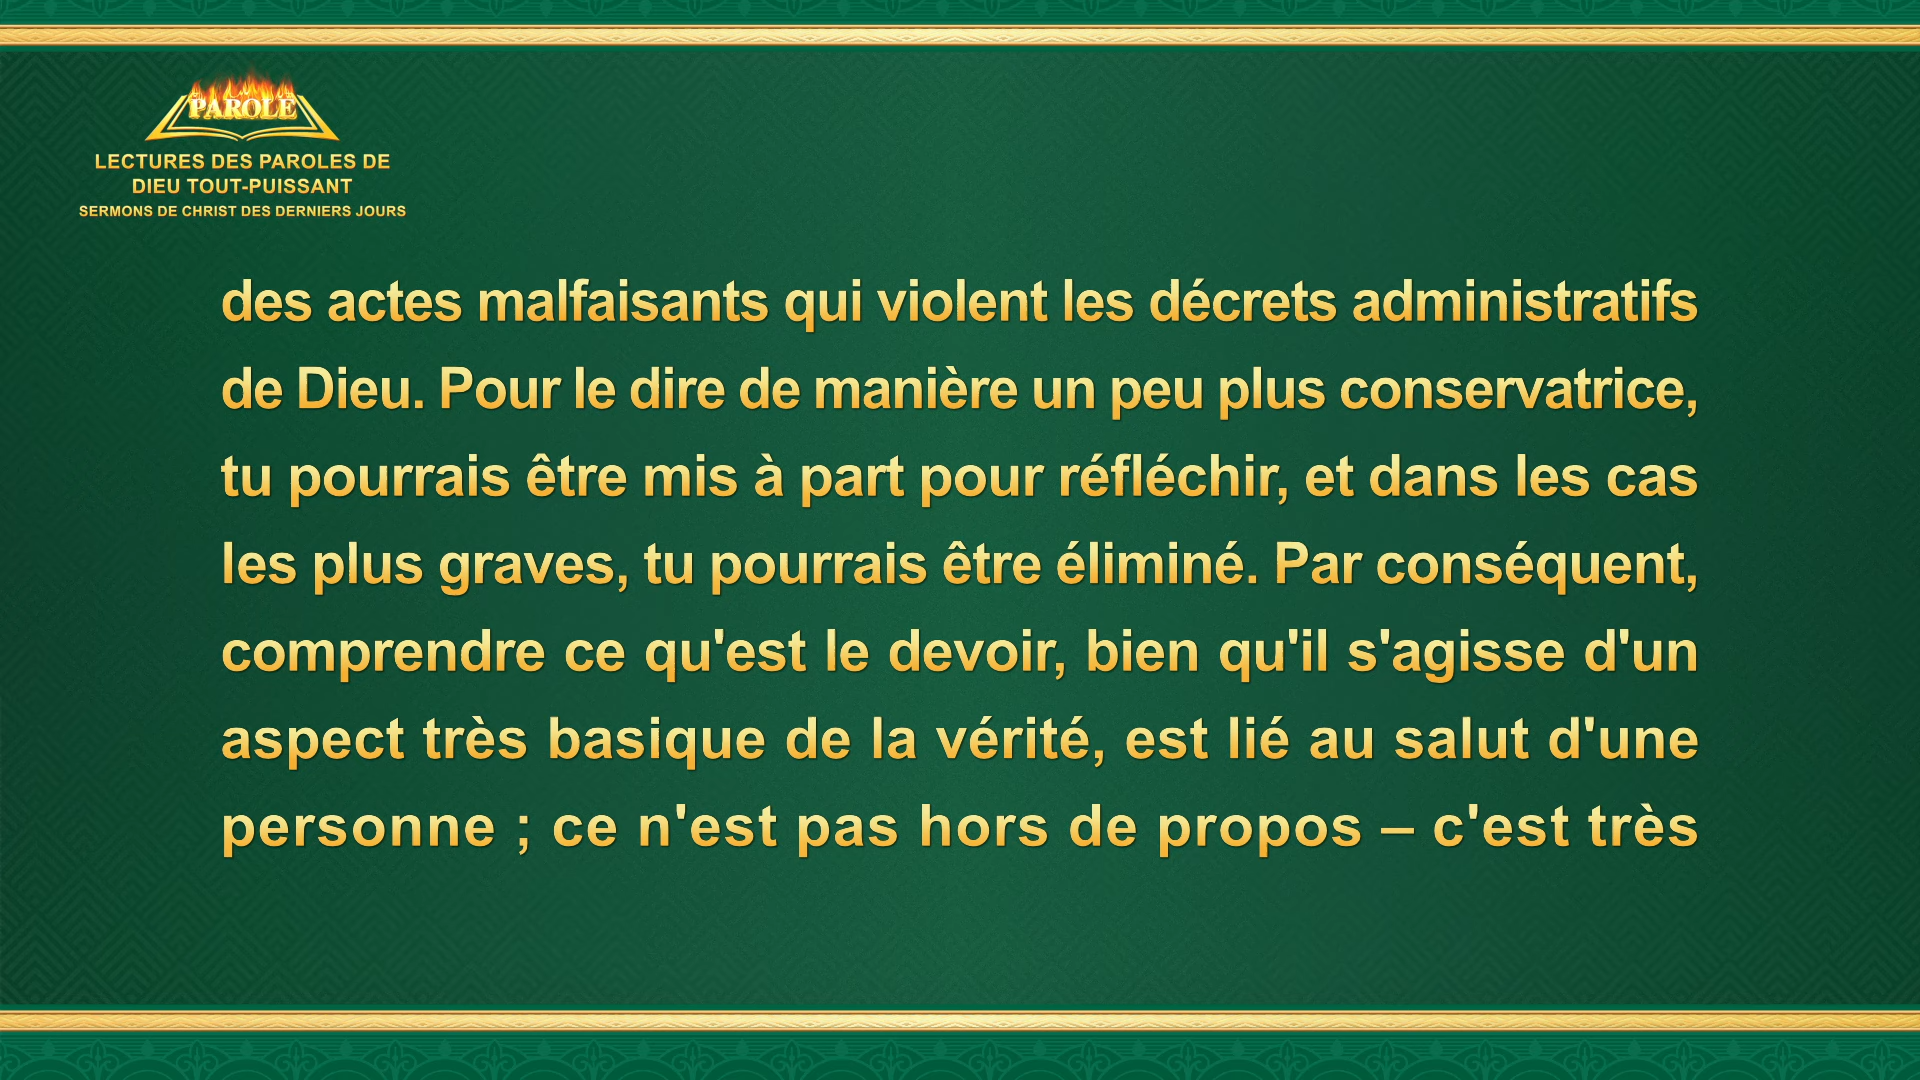 PAROLE
LECTURES DES PAROLES DE
DIEU TOUT-PUISSANT
SERMONS DE CHRIST DES DERNIERS JOURS
des actes malfaisants qui violent les décrets administratifs
de Dieu. Pour le dire de manière un peu plus conservatrice,
tu pourrais être mis à part pour réfléchir, et dans les cas
les plus graves, tu pourrais être éliminé. Par conséquent,
comprendre ce qu'est le devoir, bien qu'il s'agisse d'un
aspect très basique de la vérité, est lié au salut d'une
personne ; ce n'est pas hors de propos – c'est très